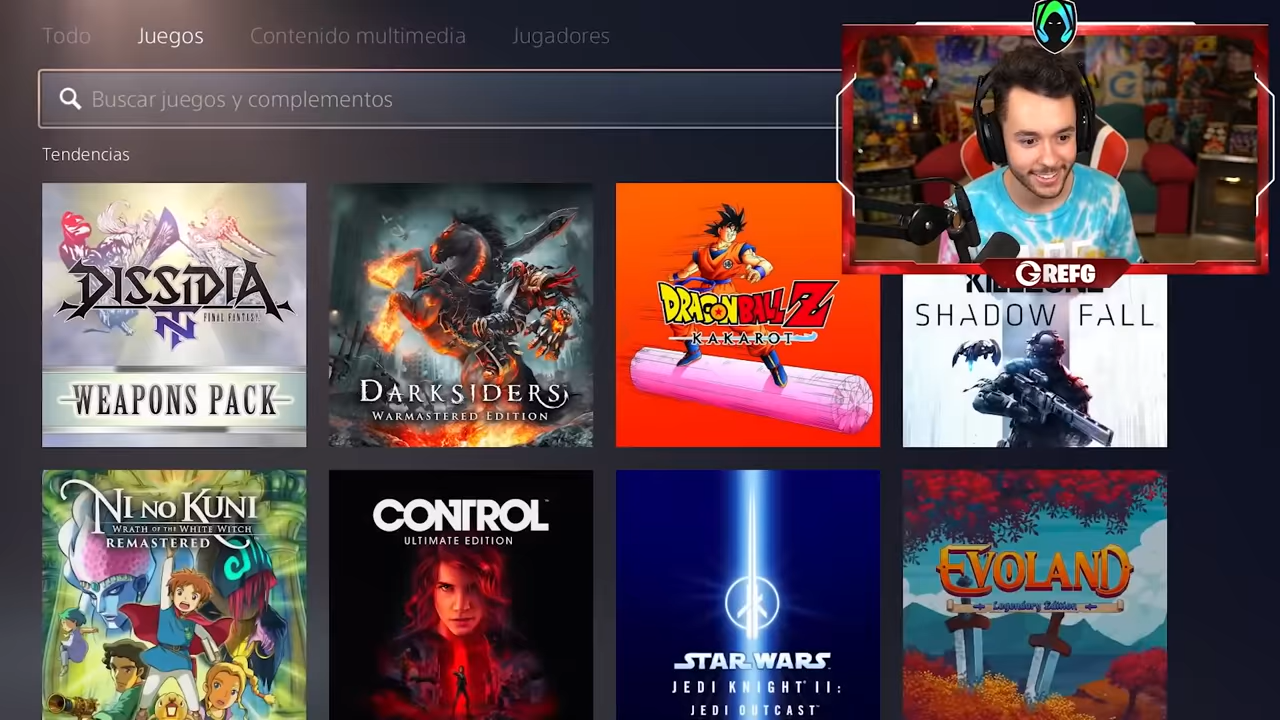 Todo
Juegos
Contenido multimedia
Jugadores
Buscar juegos y complementos
Tendencias
GREFG
DISSIDIA
NT
FINAL FANTASY
WEAPONS PACK
DARKSIDERS
WARMASTERED EDITION
DRAGON BALL Z
KAKAROT
KILLZONE
SHADOW FALL
NI NO KUNI
WRATH OF THE WHITE WITCH
REMASTERED
CONTROL
ULTIMATE EDITION
STAR WARS
JEDI KNIGHT II:
JEDI OUTCAST
EVOLAND
Legendary Edition